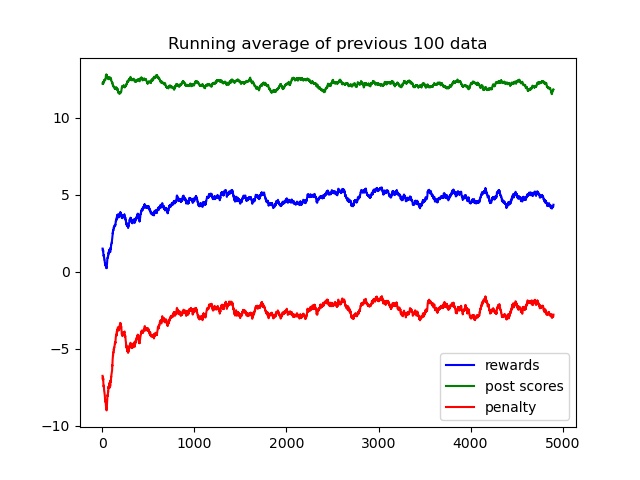 Running average of previous 100 data
10
5
0
−5
−10
0 1000 2000 3000 4000 5000
rewards
post scores
penalty